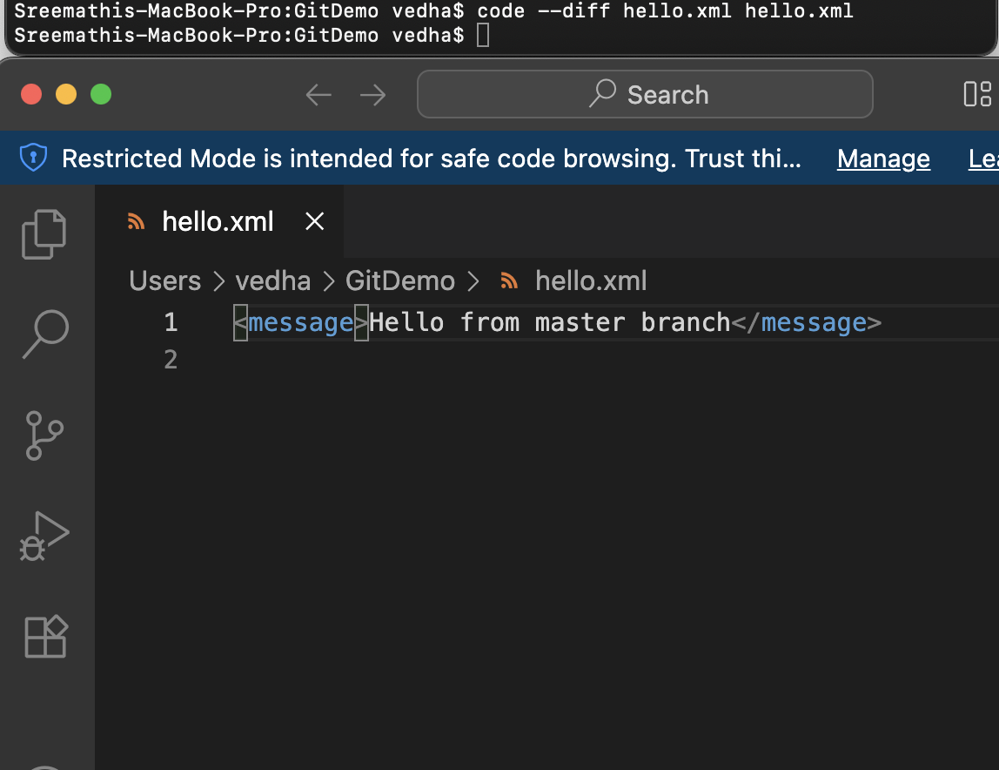 Sreemathis-MacBook-Pro:GitDemo vedha$ code --diff hello.xml hello.xml
Sreemathis-MacBook-Pro:GitDemo vedha$
Search
Restricted Mode is intended for safe code browsing. Trust thi... Manage Lea
hello.xml
Users > vedha > GitDemo > hello.xml
1 <message>Hello from master branch</message>
2